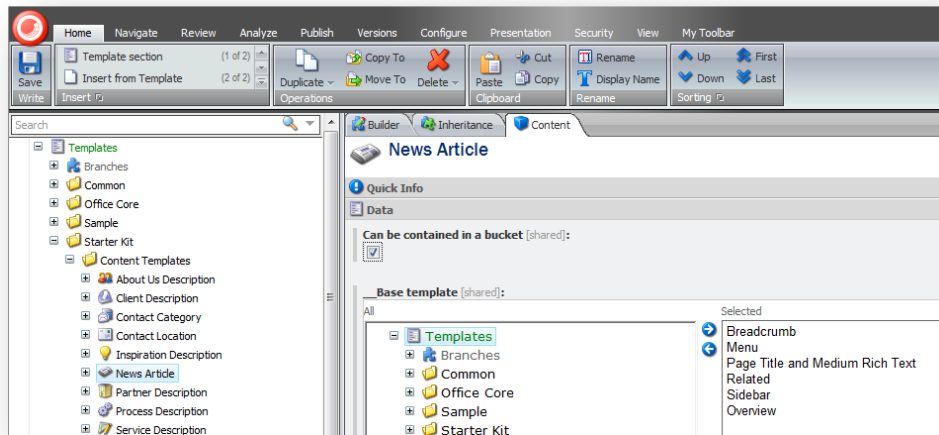 Home Navigate Review Analyze Publish Versions Configure Presentation Security View My Toolbar
Save
Write
Template section (1 of 2)
Insert from Template (2 of 2)
Insert
Duplicate
Copy To
Move To
Delete
Operations
Paste
Cut
Copy
Clipboard
Rename
Display Name
Rename
Up First
Down Last
Sorting
Search
Templates
Branches
Common
Office Core
Sample
Starter Kit
Content Templates
About Us Description
Client Description
Contact Category
Contact Location
Inspiration Description
News Article
Partner Description
Process Description
Service Description
Builder Inheritance Content
News Article
Quick Info
Data
Can be contained in a bucket [shared]:
__Base template [shared]:
All
Templates
Branches
Common
Office Core
Sample
Starter Kit
Selected
Breadcrumb
Menu
Page Title and Medium Rich Text
Related
Sidebar
Overview